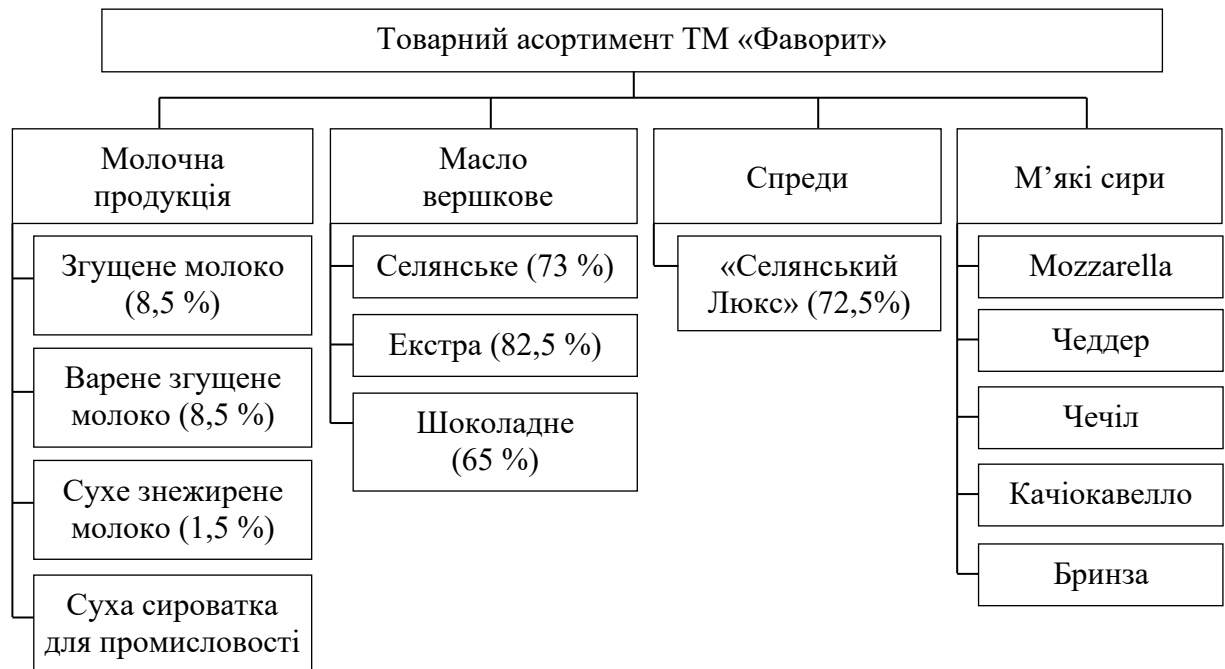 Товарний асортимент ТМ «Фаворит»
Молочна
продукція
Згущене молоко
(8,5 %)
Варене згущене
молоко (8,5 %)
Сухе знежирене
молоко (1,5 %)
Суха сироватка
для промисловості
Масло
вершкове
Селянське (73 %)
Екстра (82,5 %)
Шоколадне
(65 %)
Спреди
«Селянський
Люкс» (72,5%)
М’які сири
Mozzarella
Чеддер
Чечіл
Качіокавелло
Бринза